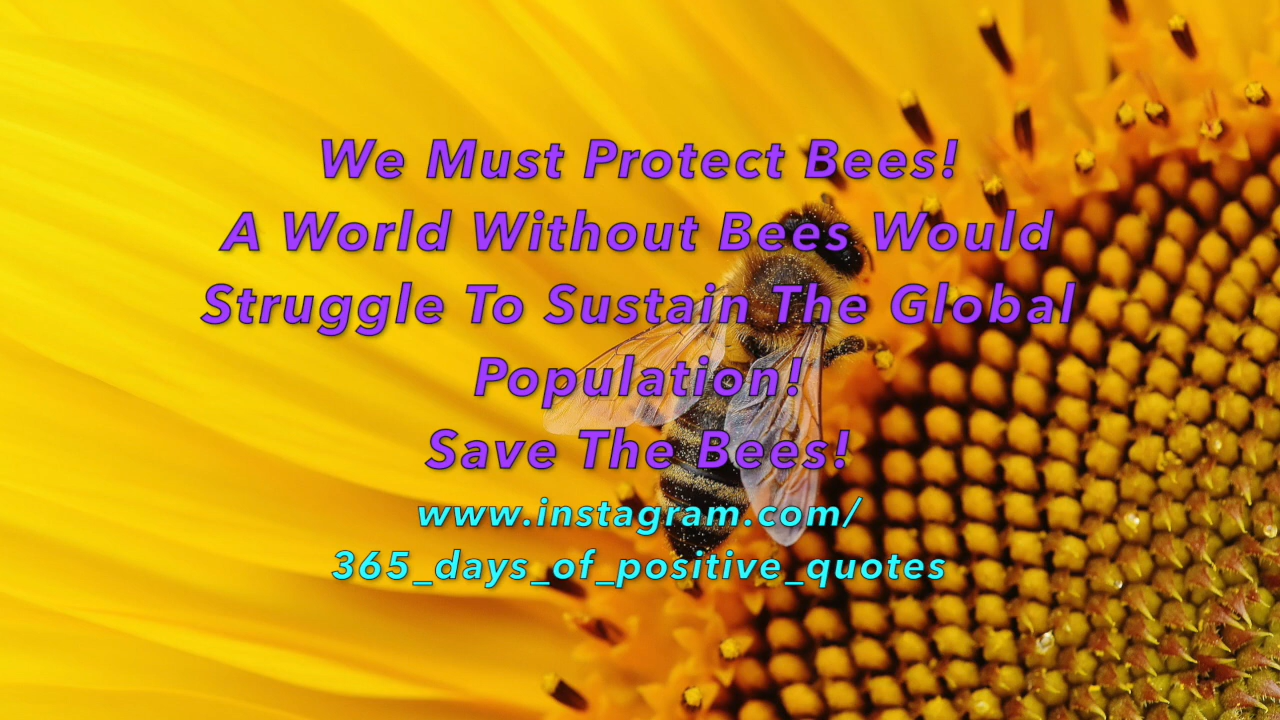 We Must Protect Bees!
A World Without Bees Would
Struggle To Sustain The Global
Population!
Save The Bees!
www.instagram.com/
365_days_of_positive_quotes